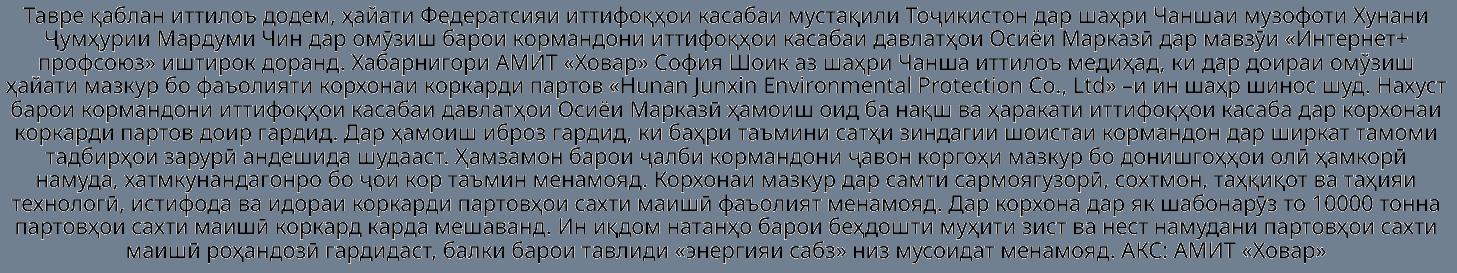 Тавре қаблан иттилоъ додем, ҳайати Федератсияи иттифоқҳои касабаи мустақили Тоҷикистон дар шаҳри Чаншаи музофоти Хунани
Ҷумҳурии Мардуми Чин дар омӯзиш барои кормандони иттифоқҳои касабаи давлатҳои Осиёи Марказӣ дар мавзӯи «Интернет+
профсоюз» иштирок доранд. Хабарнигори АМИТ «Ховар» София Шоик аз шаҳри Чанша иттилоъ медиҳад, ки дар доираи омӯзиш
ҳайати мазкур бо фаъолияти корхонаи коркарди партов «Hunan Junxin Environmental Protection Co., Ltd» –и ин шаҳр шинос шуд. Нахуст
барои кормандони иттифоқҳои касабаи давлатҳои Осиёи Марказӣ ҳамоиш оид ба нақш ва ҳаракати иттифоқҳои касаба дар корхонаи
коркарди партов доир гардид. Дар ҳамоиш иброз гардид, ки баҳри таъмини сатҳи зиндагии шоистаи кормандон дар ширкат тамоми
тадбирҳои зарурӣ андешида шудааст. Ҳамзамон барои ҷалби кормандони ҷавон коргоҳи мазкур бо донишгоҳҳои олӣ ҳамкорӣ
намуда, хатмкунандагонро бо ҷои кор таъмин менамояд. Корхонаи мазкур дар самти сармоягузорӣ, сохтмон, таҳқиқот ва таҳияи
технологӣ, истифода ва идораи коркарди партовҳои сахти маишӣ фаъолият менамояд. Дар корхона дар як шабонарӯз то 10000 тонна
партовҳои сахти маишӣ коркард карда мешаванд. Ин иқдом натанҳо барои беҳдошти муҳити зист ва нест намудани партовҳои сахти
маишӣ роҳандозӣ гардидаст, балки барои тавлиди «энергияи сабз» низ мусоидат менамояд. АКС: АМИТ «Ховар»